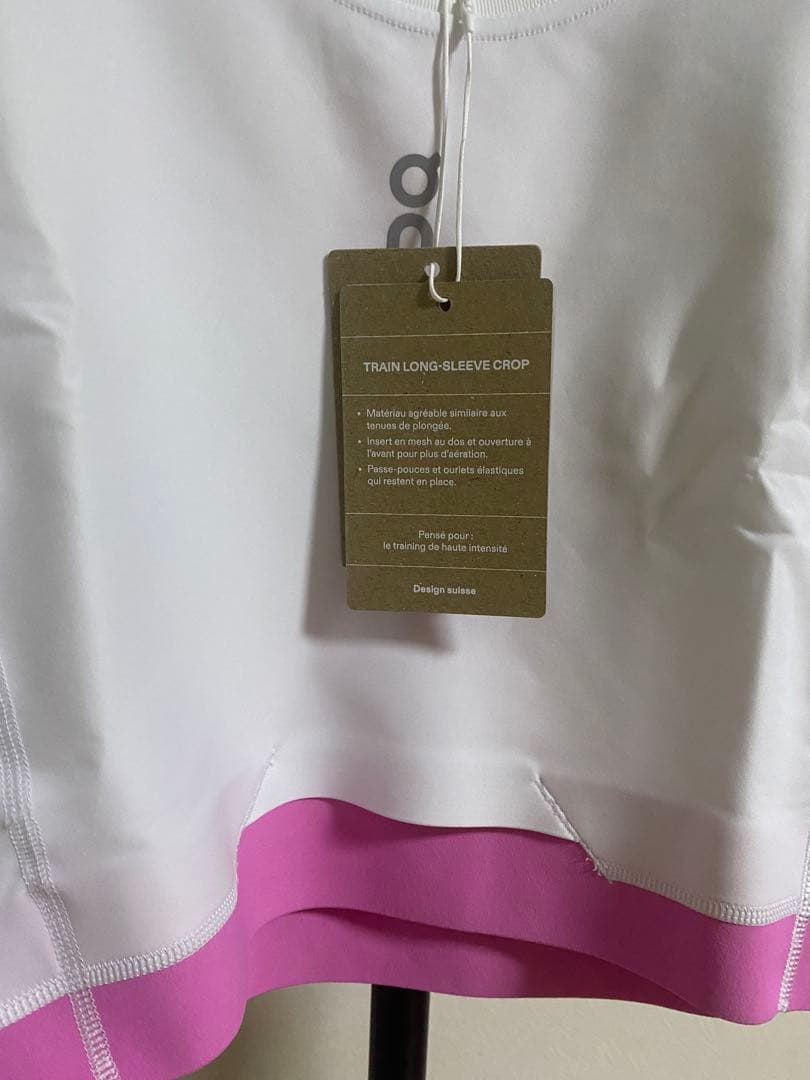 TRAIN LONG-SLEEVE CROP
• Matériau agréable similaire aux
tenues de plongée.
• Insert en mesh au dos et ouverture à
l'avant pour plus d'aération.
• Passe-pouces et ourlets élastiques
qui restent en place.
Pensé pour :
le training de haute intensité
Design suisse